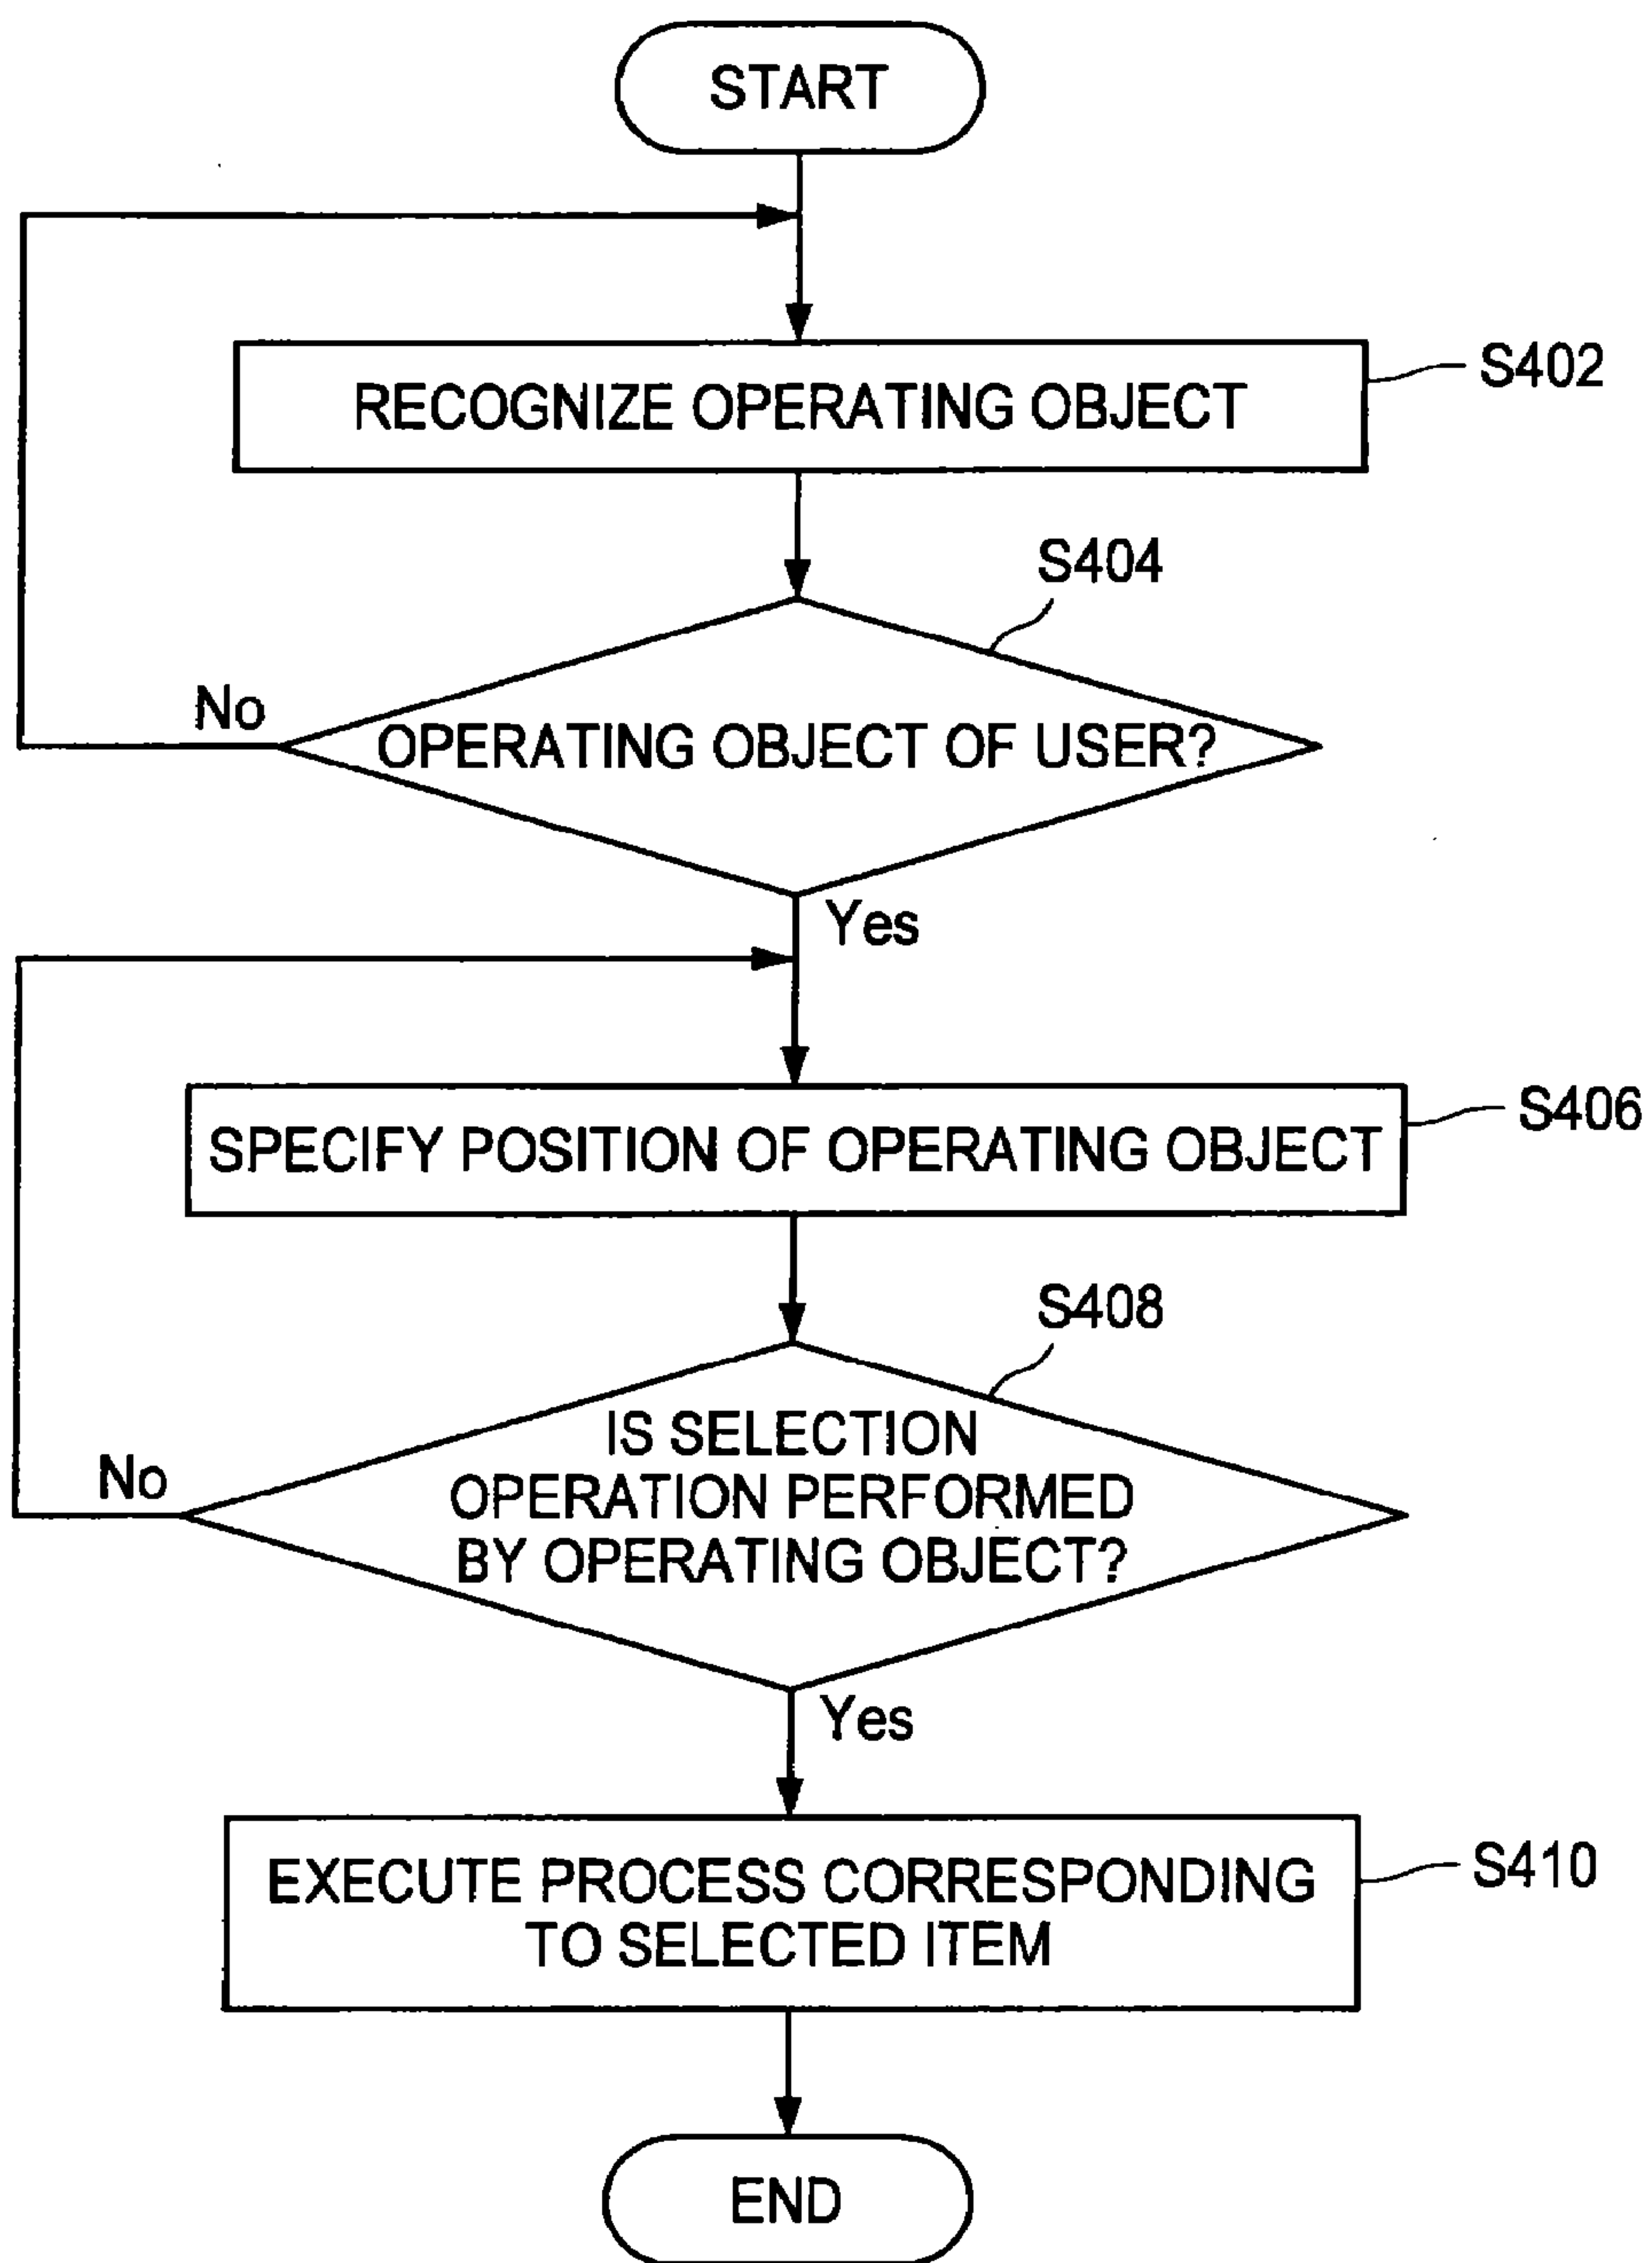 START
RECOGNIZE OPERATING OBJECT
S402
S404
No
OPERATING OBJECT OF USER?
Yes
SPECIFY POSITION OF OPERATING OBJECT
S406
S408
No
IS SELECTION
OPERATION PERFORMED
BY OPERATING OBJECT?
Yes
EXECUTE PROCESS CORRESPONDING
TO SELECTED ITEM
S410
END